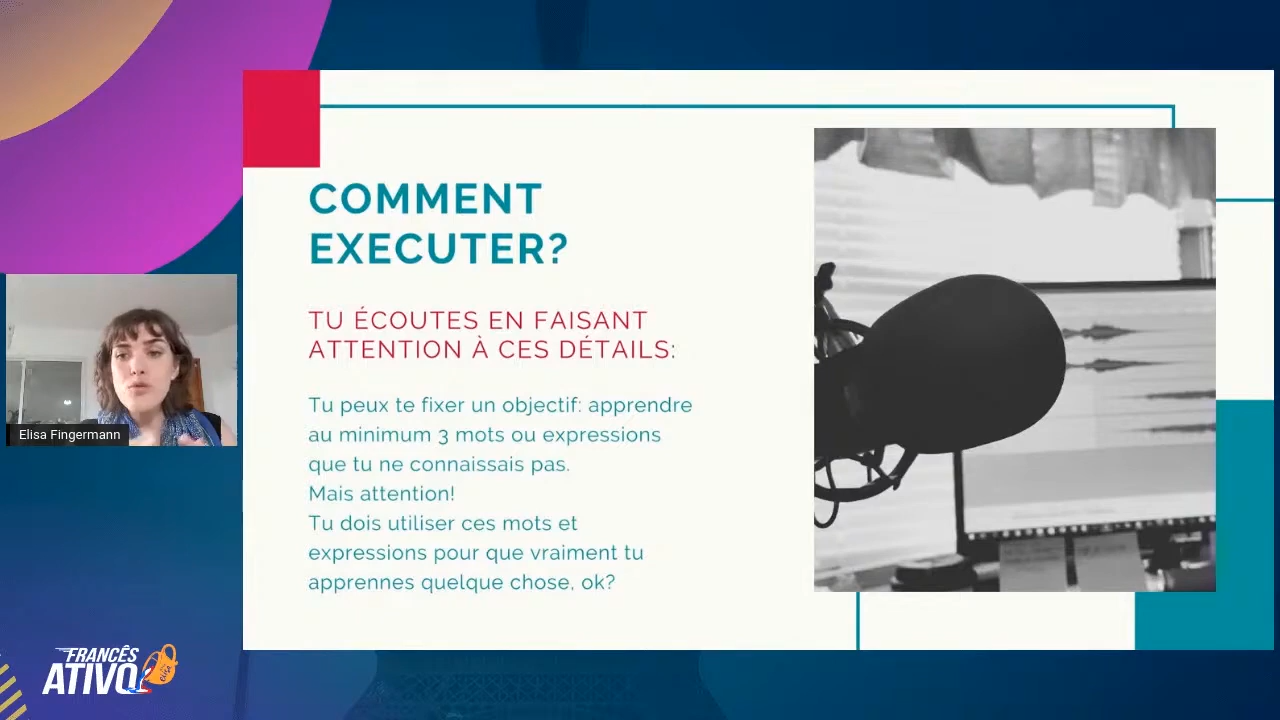 COMMENT
EXECUTER?
TU ÉCOUTES EN FAISANT
ATTENTION À CES DÉTAILS:
Tu peux te fixer un objectif: apprendre
au minimum 3 mots ou expressions
que tu ne connaissais pas.
Mais attention!
Tu dois utiliser ces mots et
expressions pour que vraiment tu
apprennes quelque chose, ok?
Elisa Fingermann
FRANCÊS
ATIVO